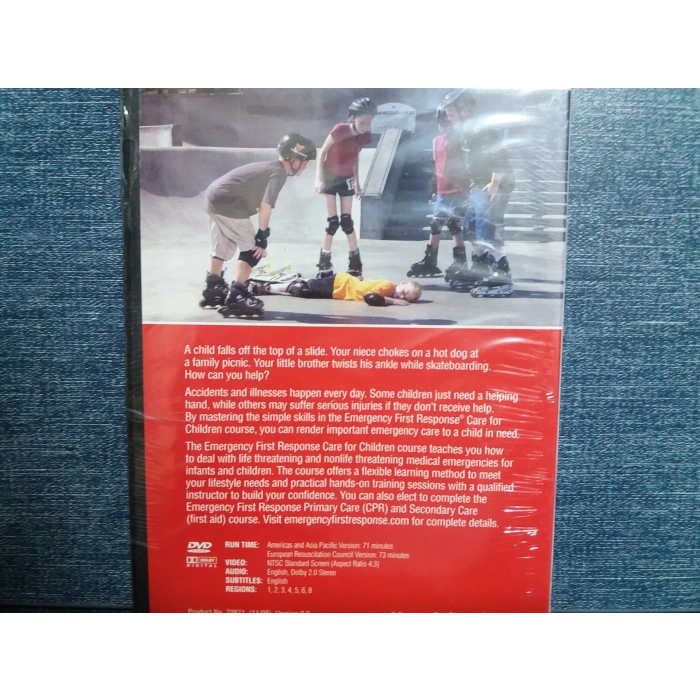 A child falls off the top of a slide. Your niece chokes on a hot dog at
a family picnic. Your little brother twists his ankle while skateboarding.
How can you help?
Accidents and illnesses happen every day. Some children just need a helping
hand, while others may suffer serious injuries if they don't receive help.
By mastering the simple skills in the Emergency First Response® Care for
Children course, you can render important emergency care to a child in need.
The Emergency First Response Care for Children course teaches you how
to deal with life threatening and nonlife threatening medical emergencies for
infants and children. The course offers a flexible learning method to meet
your lifestyle needs and practical hands-on training sessions with a qualified
instructor to build your confidence. You can also elect to complete the
Emergency First Response Primary Care (CPR) and Secondary Care
(first aid) course. Visit emergencyfirstresponse.com for complete details.
DVD
VIDEO
DOLBY
DIGITAL
RUN TIME: Americas and Asia Pacific Version: 71 minutes
European Resuscitation Council Version: 73 minutes
VIDEO: NTSC Standard Screen (Aspect Ratio 4:3)
AUDIO: English, Dolby 2.0 Stereo
SUBTITLES: English
REGIONS: 1, 2, 3, 4, 5, 6, 8
Product No.